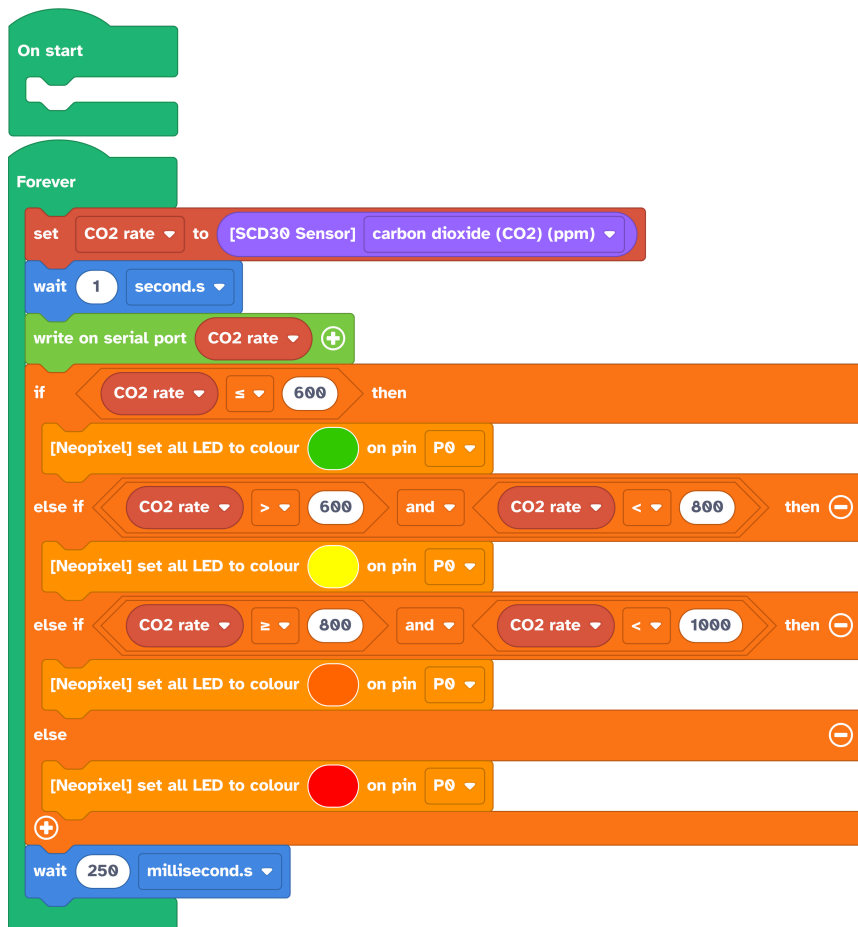 On start
Forever
set CO2 rate to [SCD30 Sensor] carbon dioxide (CO2) (ppm)
wait 1 second.s
write on serial port CO2 rate
if CO2 rate ≤ 600 then
[Neopixel] set all LED to colour on pin P0
else if CO2 rate > 600 and CO2 rate < 800 then
[Neopixel] set all LED to colour on pin P0
else if CO2 rate ≥ 800 and CO2 rate < 1000 then
[Neopixel] set all LED to colour on pin P0
else
[Neopixel] set all LED to colour on pin P0
wait 250 millisecond.s